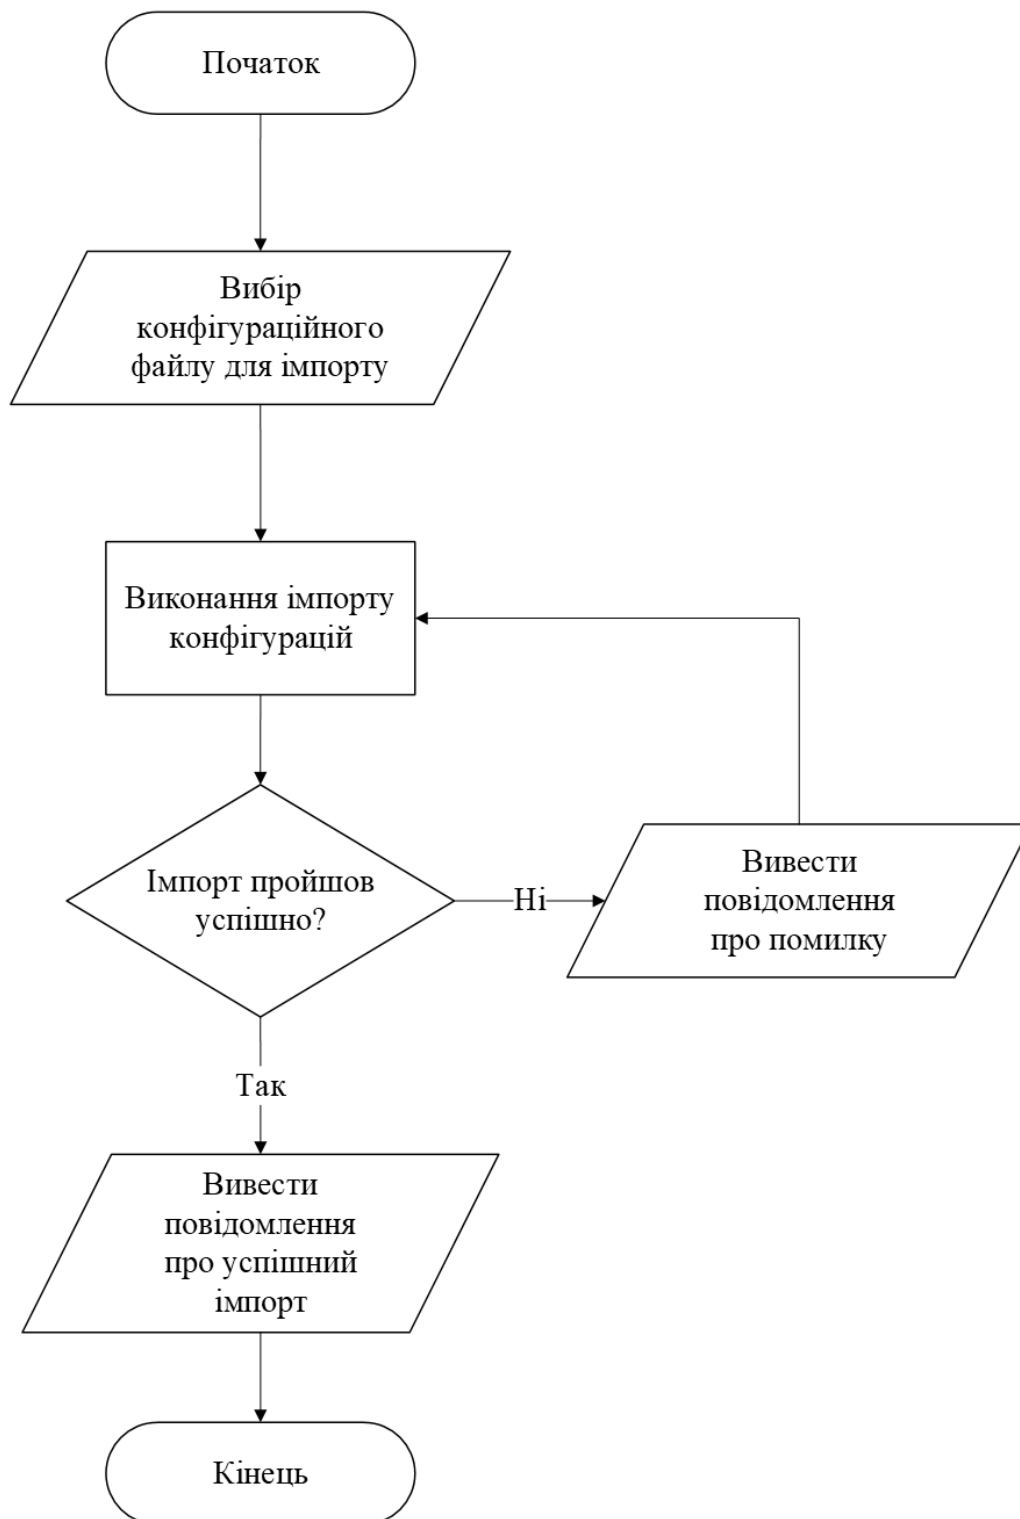 Початок
Вибір
конфігураційного
файлу для імпорту
Виконання імпорту
конфігурацій
Імпорт пройшов
успішно?
Ні
Вивести
повідомлення
про помилку
Так
Вивести
повідомлення
про успішний
імпорт
Кінець